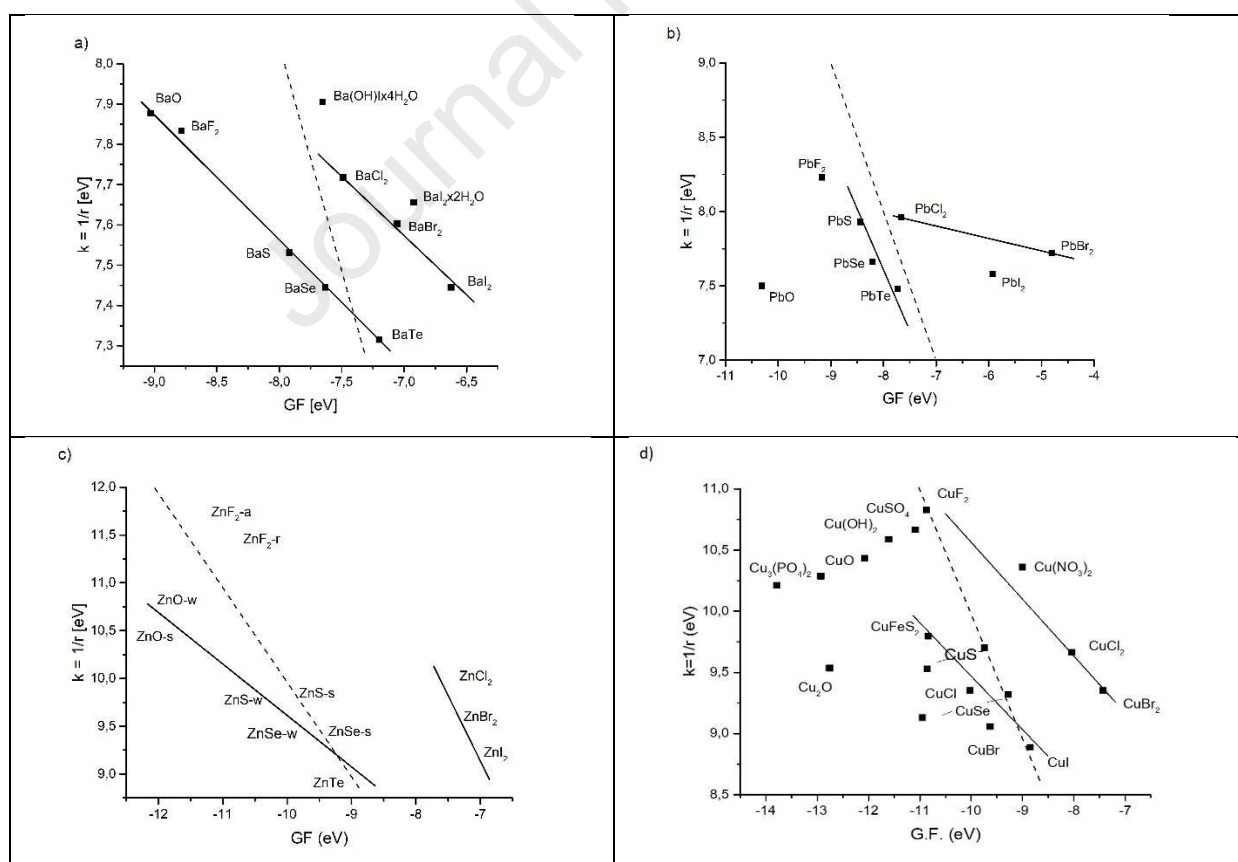 Journal
a)
8,0
7,9
7,8
7,7
7,6
7,5
7,4
7,3
k = 1/r [eV]
BaO
BaF₂
Ba(OH)Ix4H₂O
BaCl₂
BaI₂x2H₂O
BaBr₂
BaS
BaSe
BaI₂
BaTe
-9,0 -8,5 -8,0 -7,5 -7,0 -6,5
GF [eV]
b)
9,0
8,5
8,0
7,5
7,0
k = 1/r [eV]
PbF₂
PbS
PbCl₂
PbSe
PbBr₂
PbO
PbTe
PbI₂
-11 -10 -9 -8 -7 -6 -5 -4
GF (eV)
c)
12,0
11,5
11,0
10,5
10,0
9,5
9,0
k = 1/r [eV]
ZnF₂-a
ZnF₂-r
ZnO-w
ZnO-s
ZnS-w
ZnS-s
ZnCl₂
ZnSe-w
ZnSe-s
ZnBr₂
ZnTe
ZnI₂
-12 -11 -10 -9 -8 -7
GF (eV)
d)
11,0
10,5
10,0
9,5
9,0
8,5
k=1/r (eV)
CuF₂
CuSO₄
Cu(OH)₂
CuO
Cu₃(PO₄)₂
Cu(NO₃)₂
CuFeS₂
CuS
CuCl₂
Cu₂O
CuCl
CuSe
CuBr₂
CuBr
CuI
-14 -13 -12 -11 -10 -9 -8 -7
G.F. (eV)